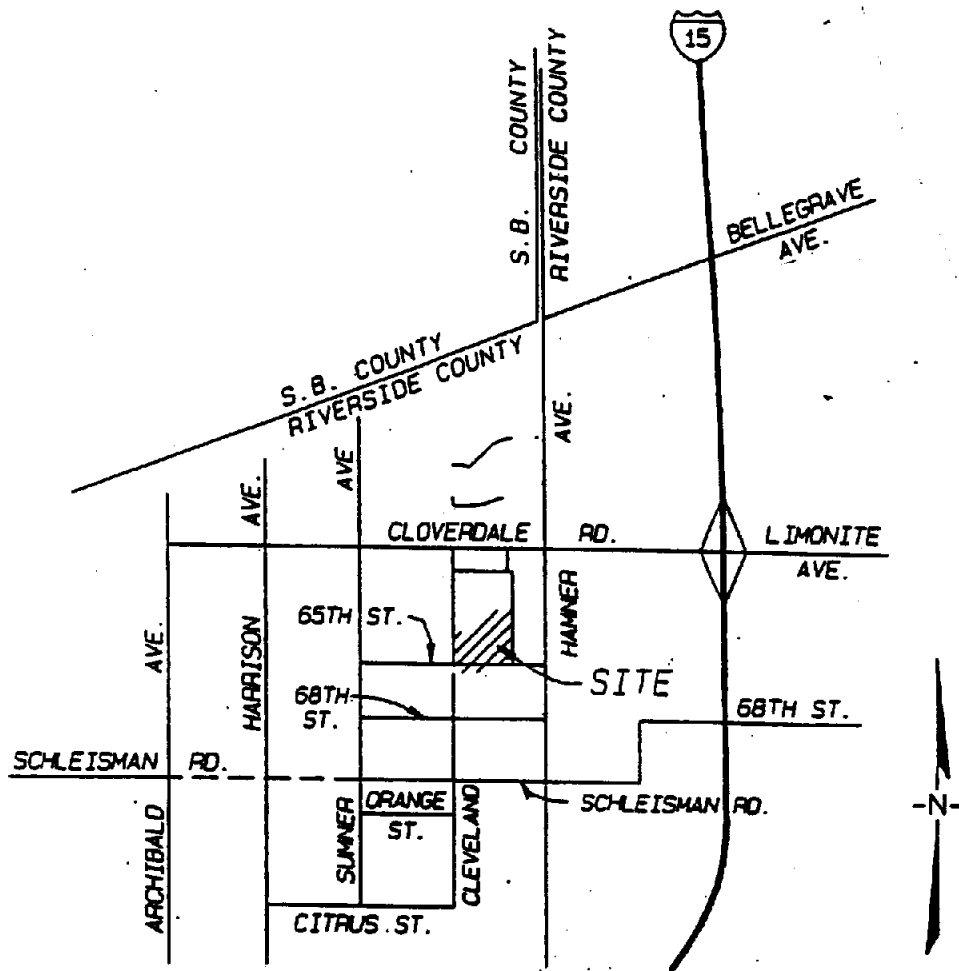 15
S.B. COUNTY
RIVERSIDE COUNTY
BELLEGRAVE
AVE.
S.B. COUNTY
RIVERSIDE COUNTY
AVE.
AVE
AVE.
CLOVERDALE RD.
LIMONITE
AVE.
65TH ST.
HAMNER
HARRISON
AVE.
SITE
68TH
ST.
68TH ST.
SCHLEISMAN RD.
ORANGE
ST.
SCHLEISMAN RD.
-N-
ARCHIBALD
SUMNER
CLEVELAND
CITRUS ST.